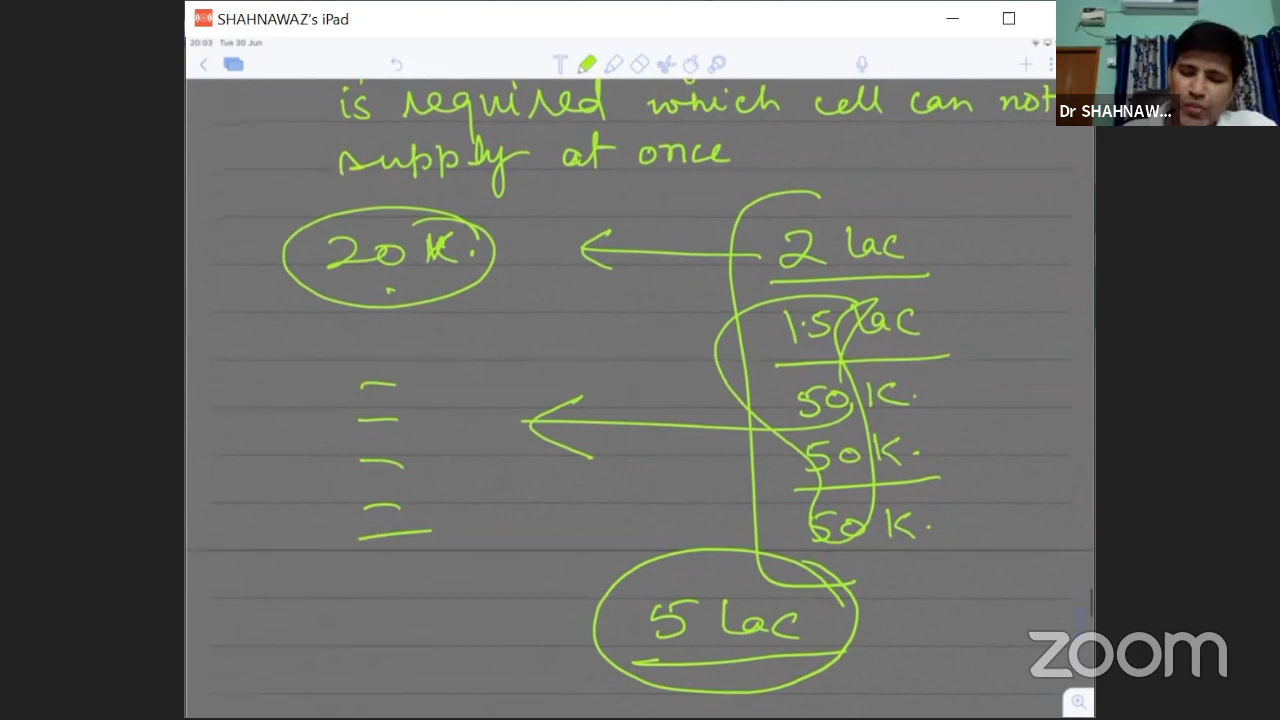 SHAHNAWAZ's iPad
20:03 Tue 30 Jun
Dr SHAHNAW...
is required which cell can not
supply at once
20 K.
2 lac
1.5 lac
50 K.
50 K.
50 K.
5 Lac
zoom